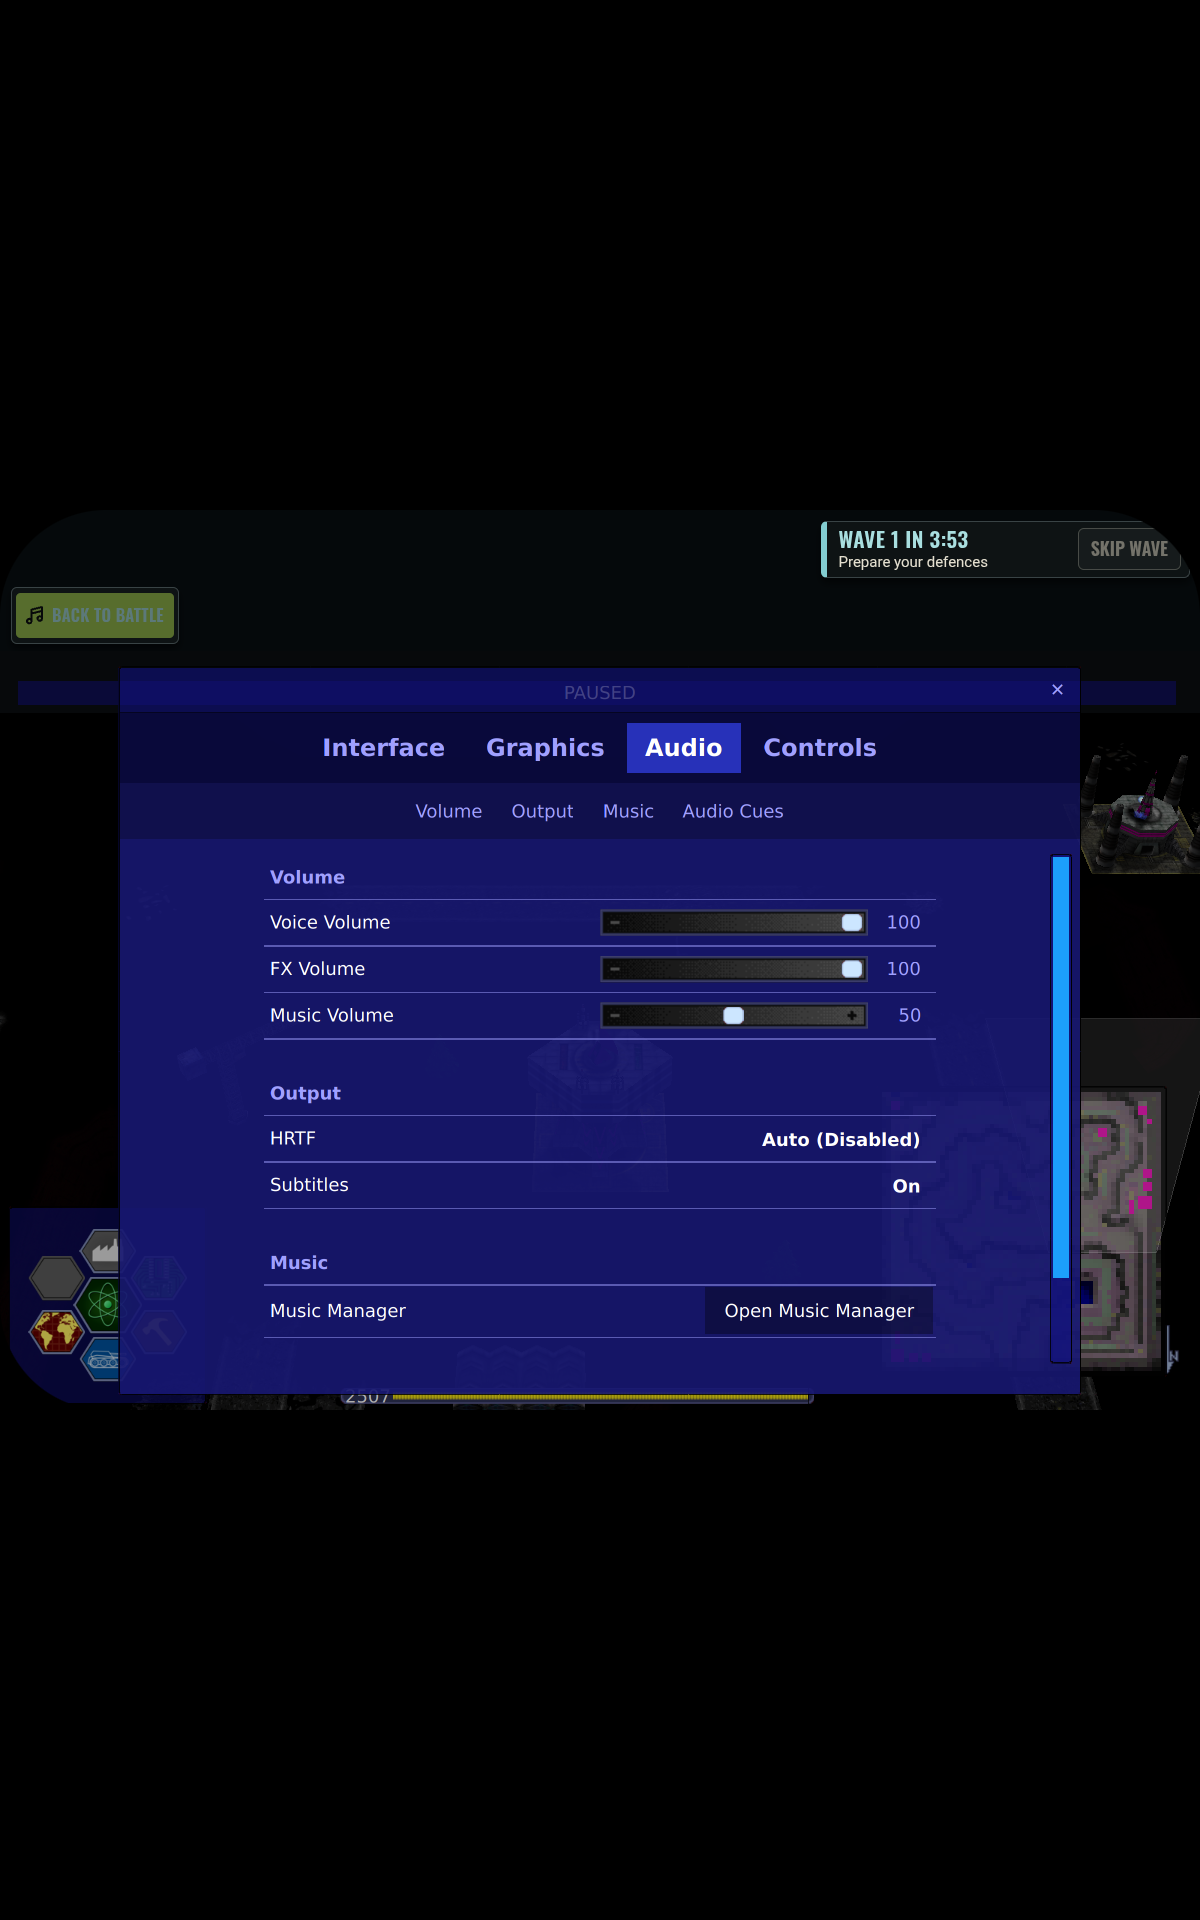 WAVE 1 IN 3:53
Prepare your defences
SKIP WAVE
BACK TO BATTLE
PAUSED
×
Interface Graphics Audio Controls
Volume Output Music Audio Cues
Volume
Voice Volume 100
FX Volume 100
Music Volume 50
Output
HRTF Auto (Disabled)
Subtitles On
Music
Music Manager Open Music Manager
2507
N